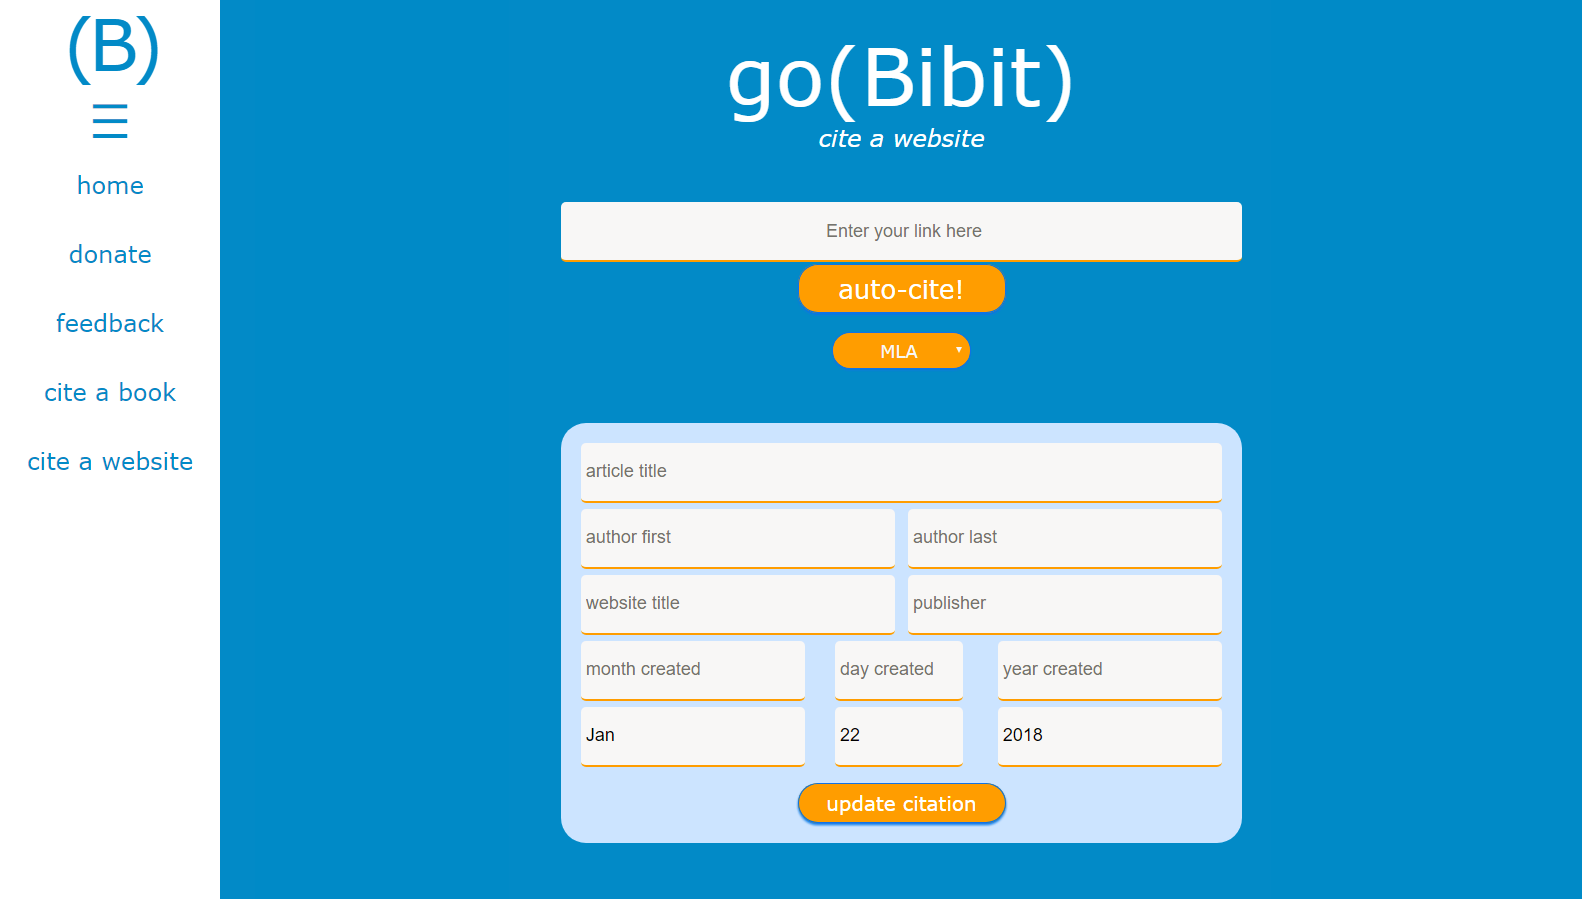 (B)
☰
home
donate
feedback
cite a book
cite a website
go(Bibit)
cite a website
Enter your link here
auto-cite!
MLA
article title
author first author last
website title publisher
month created day created year created
Jan 22 2018
update citation